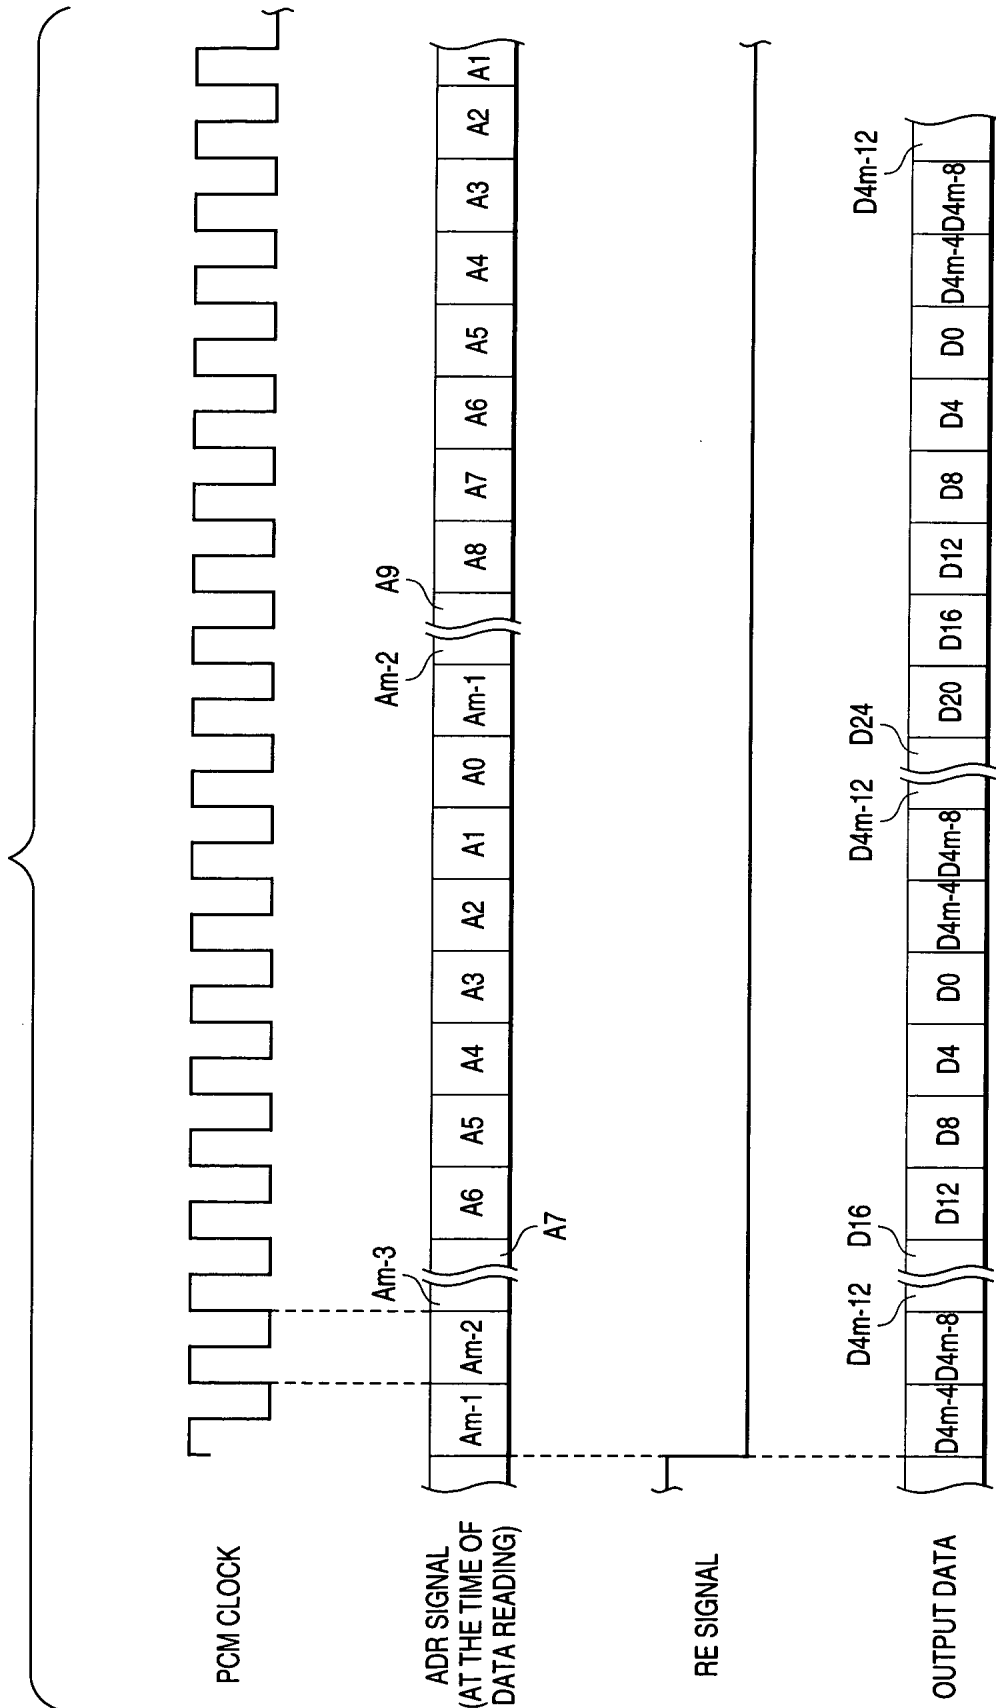 PCM CLOCK
ADR SIGNAL
(AT THE TIME OF
DATA READING)
Am-1
Am-2
Am-3
A7
A6
A5
A4
A3
A2
A1
A0
Am-1
Am-2
A9
A8
A7
A6
A5
A4
A3
A2
A1
RE SIGNAL
OUTPUT DATA
D4m-4
D4m-8
D4m-12
D16
D12
D8
D4
D0
D4m-4
D4m-8
D4m-12
D24
D20
D16
D12
D8
D4
D0
D4m-4
D4m-8
D4m-12